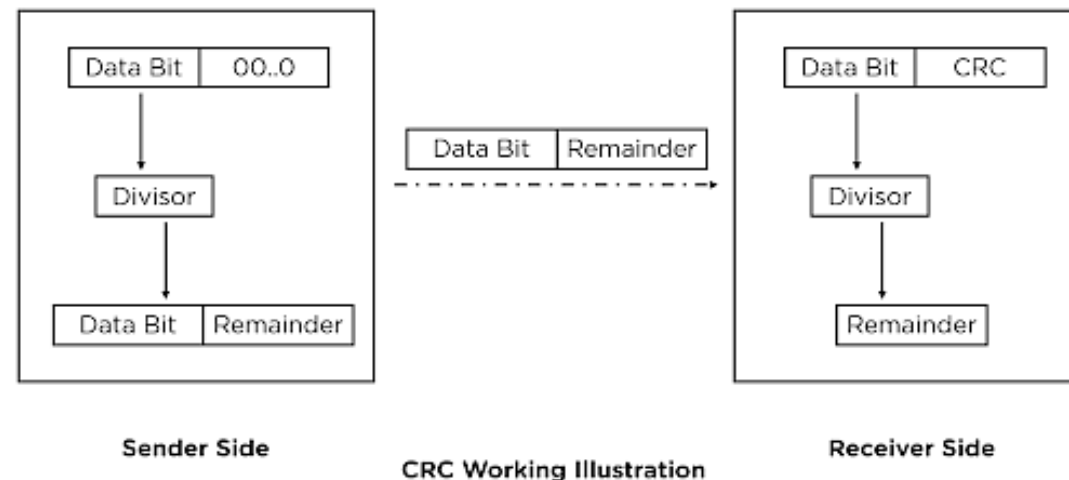 Data Bit 00..0
Divisor
Data Bit Remainder
Sender Side
Data Bit Remainder
CRC Working Illustration
Data Bit CRC
Divisor
Remainder
Receiver Side